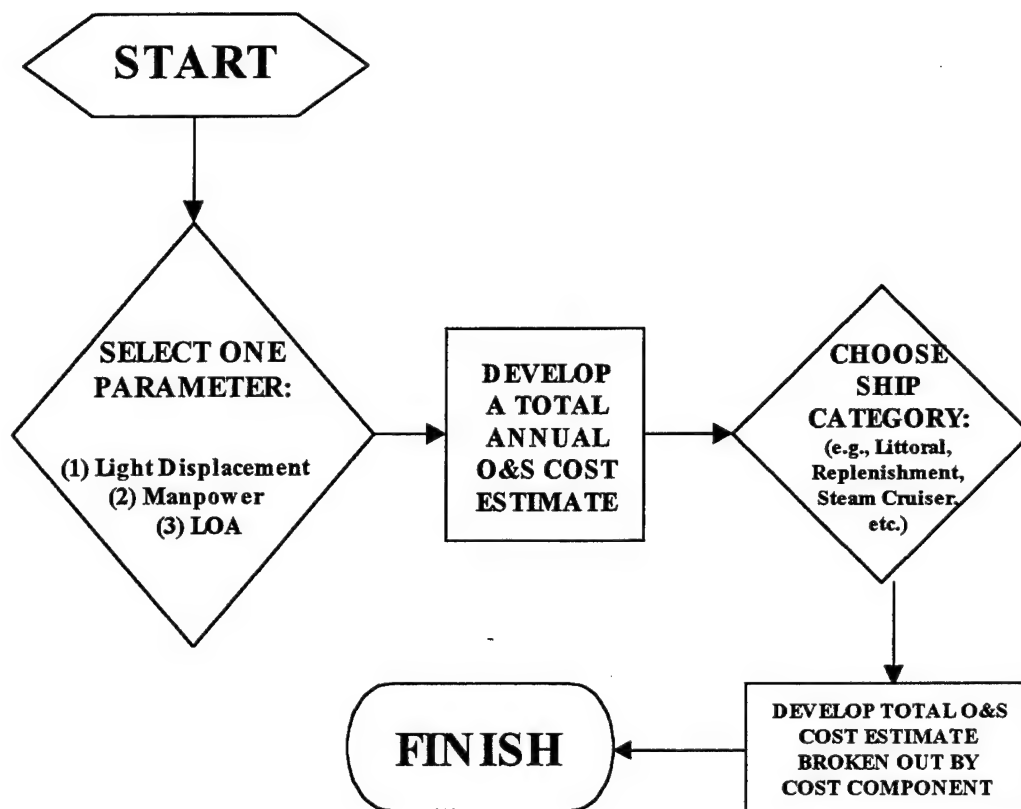 START
SELECT ONE
PARAMETER:
(1) Light Displacement
(2) Manpower
(3) LOA
DEVELOP
A TOTAL
ANNUAL
O&S COST
ESTIMATE
CHOOSE
SHIP
CATEGORY:
(e.g., Littoral,
Replenishment,
Steam Cruiser,
etc.)
DEVELOP TOTAL O&S
COST ESTIMATE
BROKEN OUT BY
COST COMPONENT
FINISH